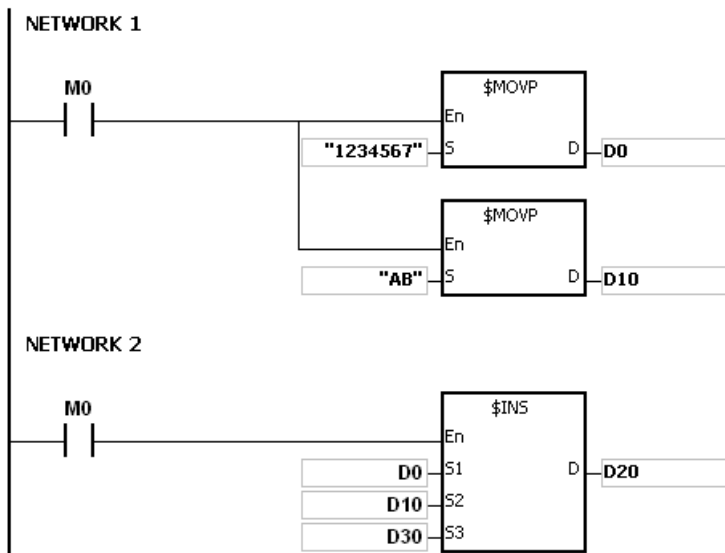 NETWORK 1
M0
$MOVP
En
"1234567" S D D0
$MOVP
En
"AB" S D D10
NETWORK 2
M0
$INS
En
D0 S1 D D20
D10 S2
D30 S3